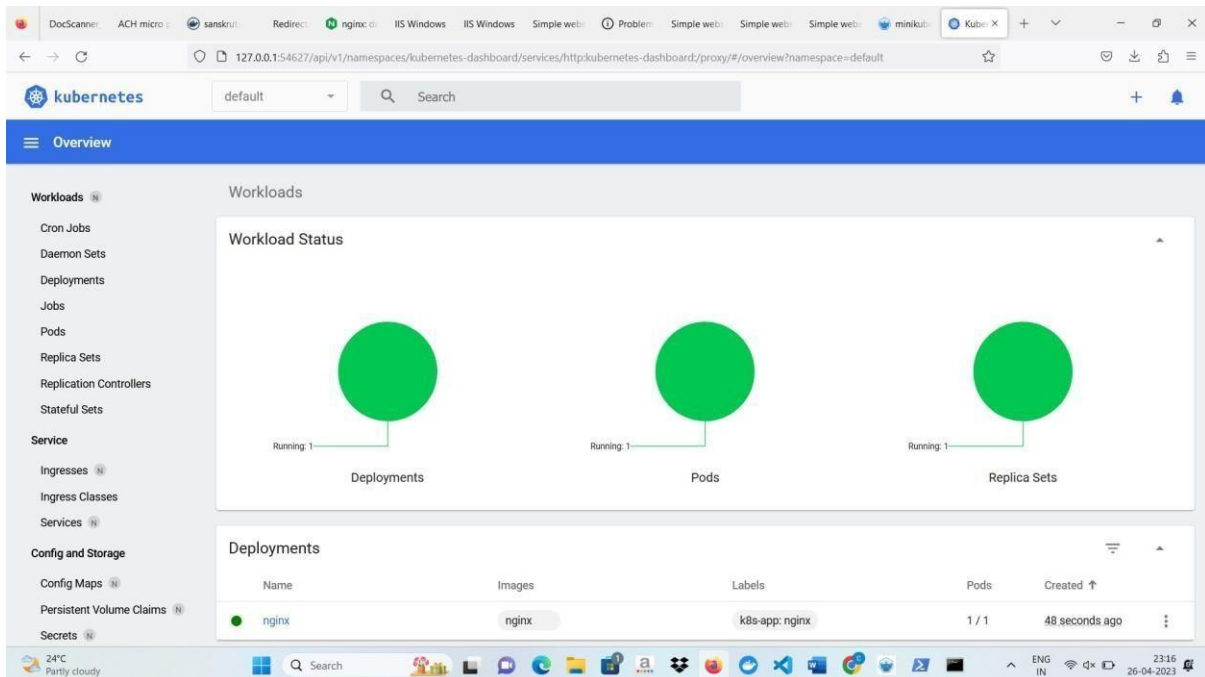 DocScanner ACH micro p sanskrut Redirect nginx d IIS Windows IIS Windows Simple web Problem Simple web Simple web Simple web minikub Kuber
127.0.0.1:54627/api/v1/namespaces/kubernetes-dashboard/services/http:kubernetes-dashboard:/proxy/#/overview?namespace=default
kubernetes default Search
Overview
Workloads N
Cron Jobs
Daemon Sets
Deployments
Jobs
Pods
Replica Sets
Replication Controllers
Stateful Sets
Service
Ingresses N
Ingress Classes
Services N
Config and Storage
Config Maps N
Persistent Volume Claims N
Secrets N
Workloads
Workload Status
Running: 1 Running: 1 Running: 1
Deployments Pods Replica Sets
Deployments
Name Images Labels Pods Created
nginx nginx k8s-app: nginx 1 / 1 48 seconds ago
24°C
Partly cloudy
Search
ENG
IN
23:16
26-04-2023